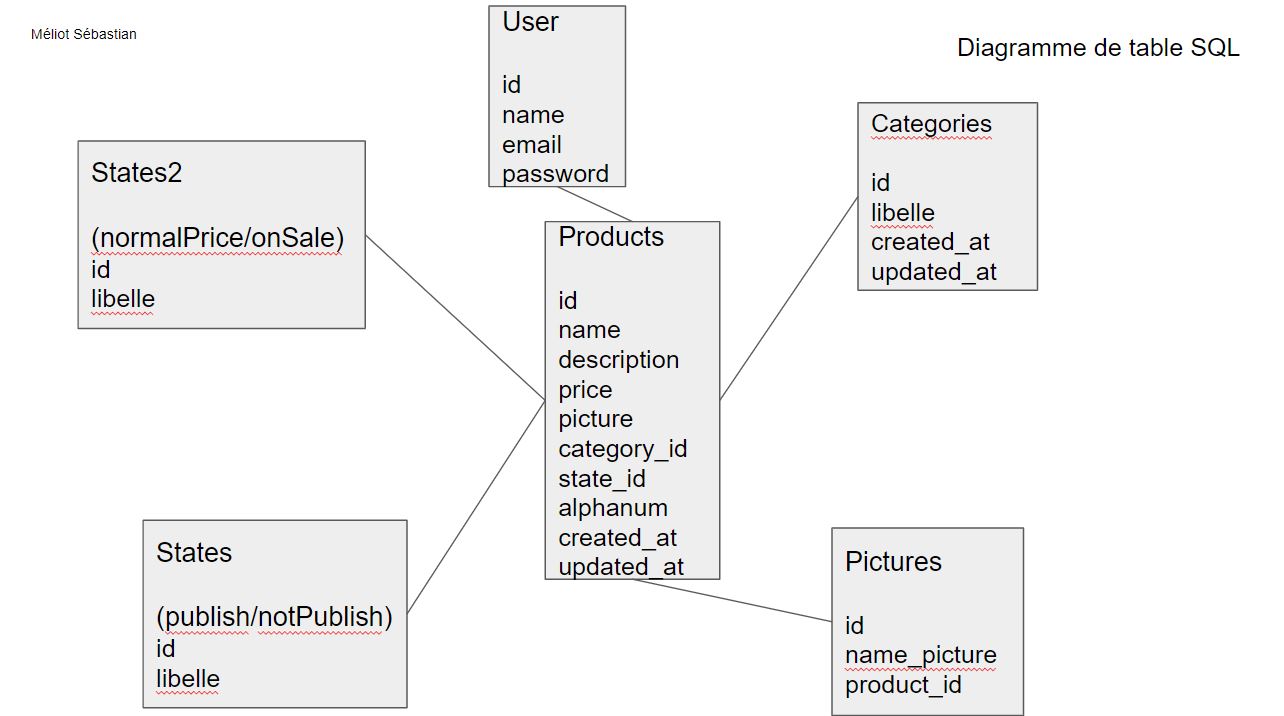 Méliot Sébastian
Diagramme de table SQL
User
id
name
email
password
Categories
id
libelle
created_at
updated_at
States2
(normalPrice/onSale)
id
libelle
Products
id
name
description
price
picture
category_id
state_id
alphanum
created_at
updated_at
States
(publish/notPublish)
id
libelle
Pictures
id
name_picture
product_id